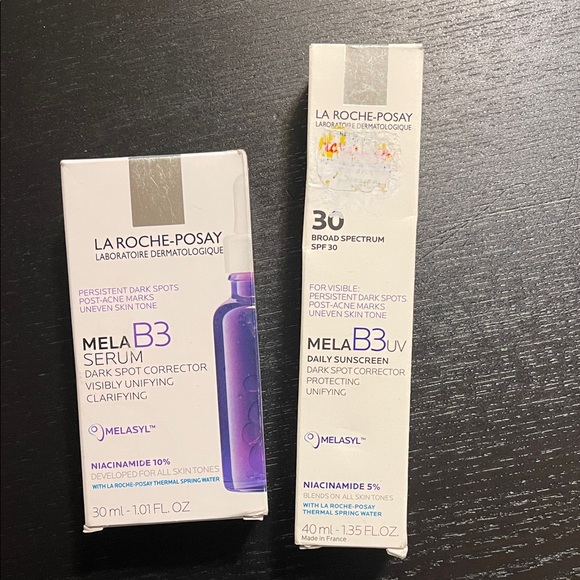 LA ROCHE-POSAY
LABORATOIRE DERMATOLOGIQUE
PERSISTENT DARK SPOTS
POST-ACNE MARKS
UNEVEN SKIN TONE
MELA B3
SERUM
DARK SPOT CORRECTOR
VISIBLY UNIFYING
CLARIFYING
MELASYL™
NIACINAMIDE 10%
DEVELOPED FOR ALL SKIN TONES
WITH LA ROCHE-POSAY THERMAL SPRING WATER
30 ml - 1.01 FL. OZ
LA ROCHE-POSAY
LABORATOIRE DERMATOLOGIQUE
30
BROAD SPECTRUM
SPF 30
FOR VISIBLE:
PERSISTENT DARK SPOTS
POST-ACNE MARKS
UNEVEN SKIN TONE
MELA B3 UV
DAILY SUNSCREEN
DARK SPOT CORRECTOR
PROTECTING
UNIFYING
MELASYL™
NIACINAMIDE 5%
BLENDS ON ALL SKIN TONES
WITH LA ROCHE-POSAY
THERMAL SPRING WATER
40 ml - 1.35 FL.OZ.
Made in France